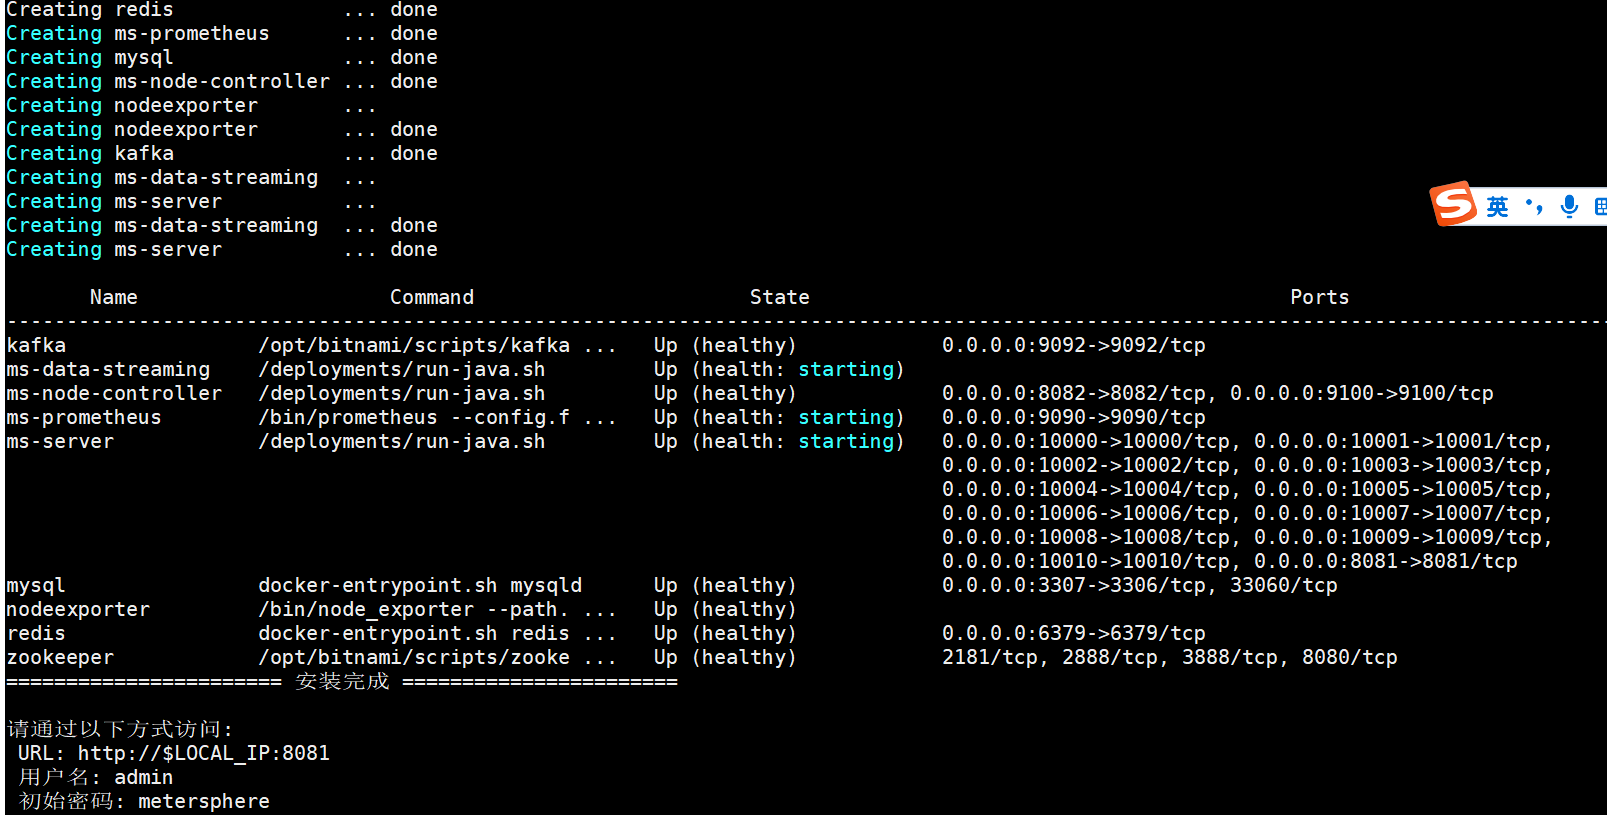 Creating redis ... done
Creating ms-prometheus ... done
Creating mysql ... done
Creating ms-node-controller ... done
Creating nodeexporter ...
Creating nodeexporter ... done
Creating kafka ... done
Creating ms-data-streaming ...
Creating ms-server ...
Creating ms-data-streaming ... done
Creating ms-server ... done
英
Name Command State Ports
kafka /opt/bitnami/scripts/kafka ... Up (healthy) 0.0.0.0:9092->9092/tcp
ms-data-streaming /deployments/run-java.sh Up (health: starting)
ms-node-controller /deployments/run-java.sh Up (healthy) 0.0.0.0:8082->8082/tcp, 0.0.0.0:9100->9100/tcp
ms-prometheus /bin/prometheus --config.f ... Up (health: starting) 0.0.0.0:9090->9090/tcp
ms-server /deployments/run-java.sh Up (health: starting) 0.0.0.0:10000->10000/tcp, 0.0.0.0:10001->10001/tcp,
0.0.0.0:10002->10002/tcp, 0.0.0.0:10003->10003/tcp,
0.0.0.0:10004->10004/tcp, 0.0.0.0:10005->10005/tcp,
0.0.0.0:10006->10006/tcp, 0.0.0.0:10007->10007/tcp,
0.0.0.0:10008->10008/tcp, 0.0.0.0:10009->10009/tcp,
0.0.0.0:10010->10010/tcp, 0.0.0.0:8081->8081/tcp
mysql docker-entrypoint.sh mysqld Up (healthy) 0.0.0.0:3307->3306/tcp, 33060/tcp
nodeexporter /bin/node_exporter --path. ... Up (healthy)
redis docker-entrypoint.sh redis ... Up (healthy) 0.0.0.0:6379->6379/tcp
zookeeper /opt/bitnami/scripts/zooke ... Up (healthy) 2181/tcp, 2888/tcp, 3888/tcp, 8080/tcp
======================= 安装完成 =======================
请通过以下方式访问:
URL: http://$LOCAL_IP:8081
用户名: admin
初始密码: metersphere